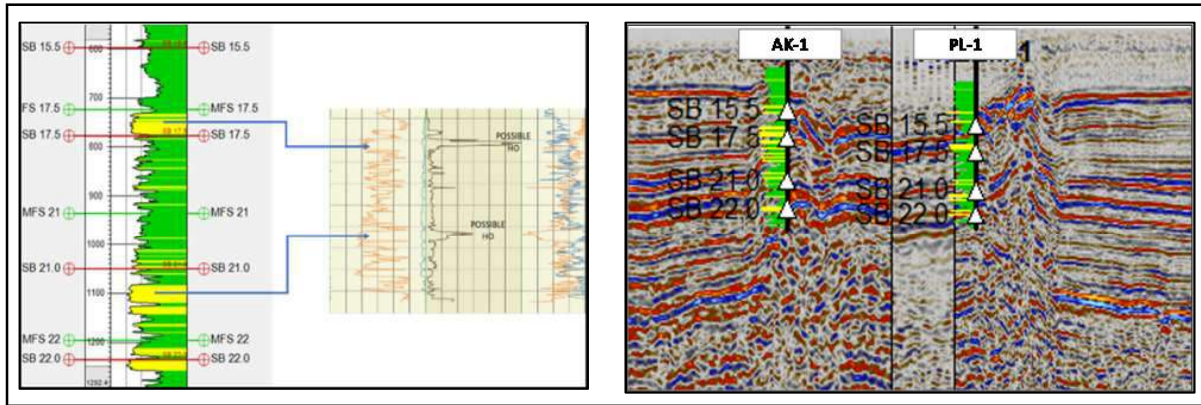 SB 15.5
SB 15.5
600
700
FS 17.5
MFS 17.5
SB 17.5
SB 17.5
800
900
MFS 21
MFS 21
1000
SB 21.0
SB 21.0
1100
MFS 22
MFS 22
1200
SB 22.0
SB 22.0
1292.4
POSSIBLE
HO
POSSIBLE
HO
AK-1
PL-1
1
SB 15.5
SB 17.5
SB 21.0
SB 22.0
SB 15.5
SB 17.5
SB 21.0
SB 22.0